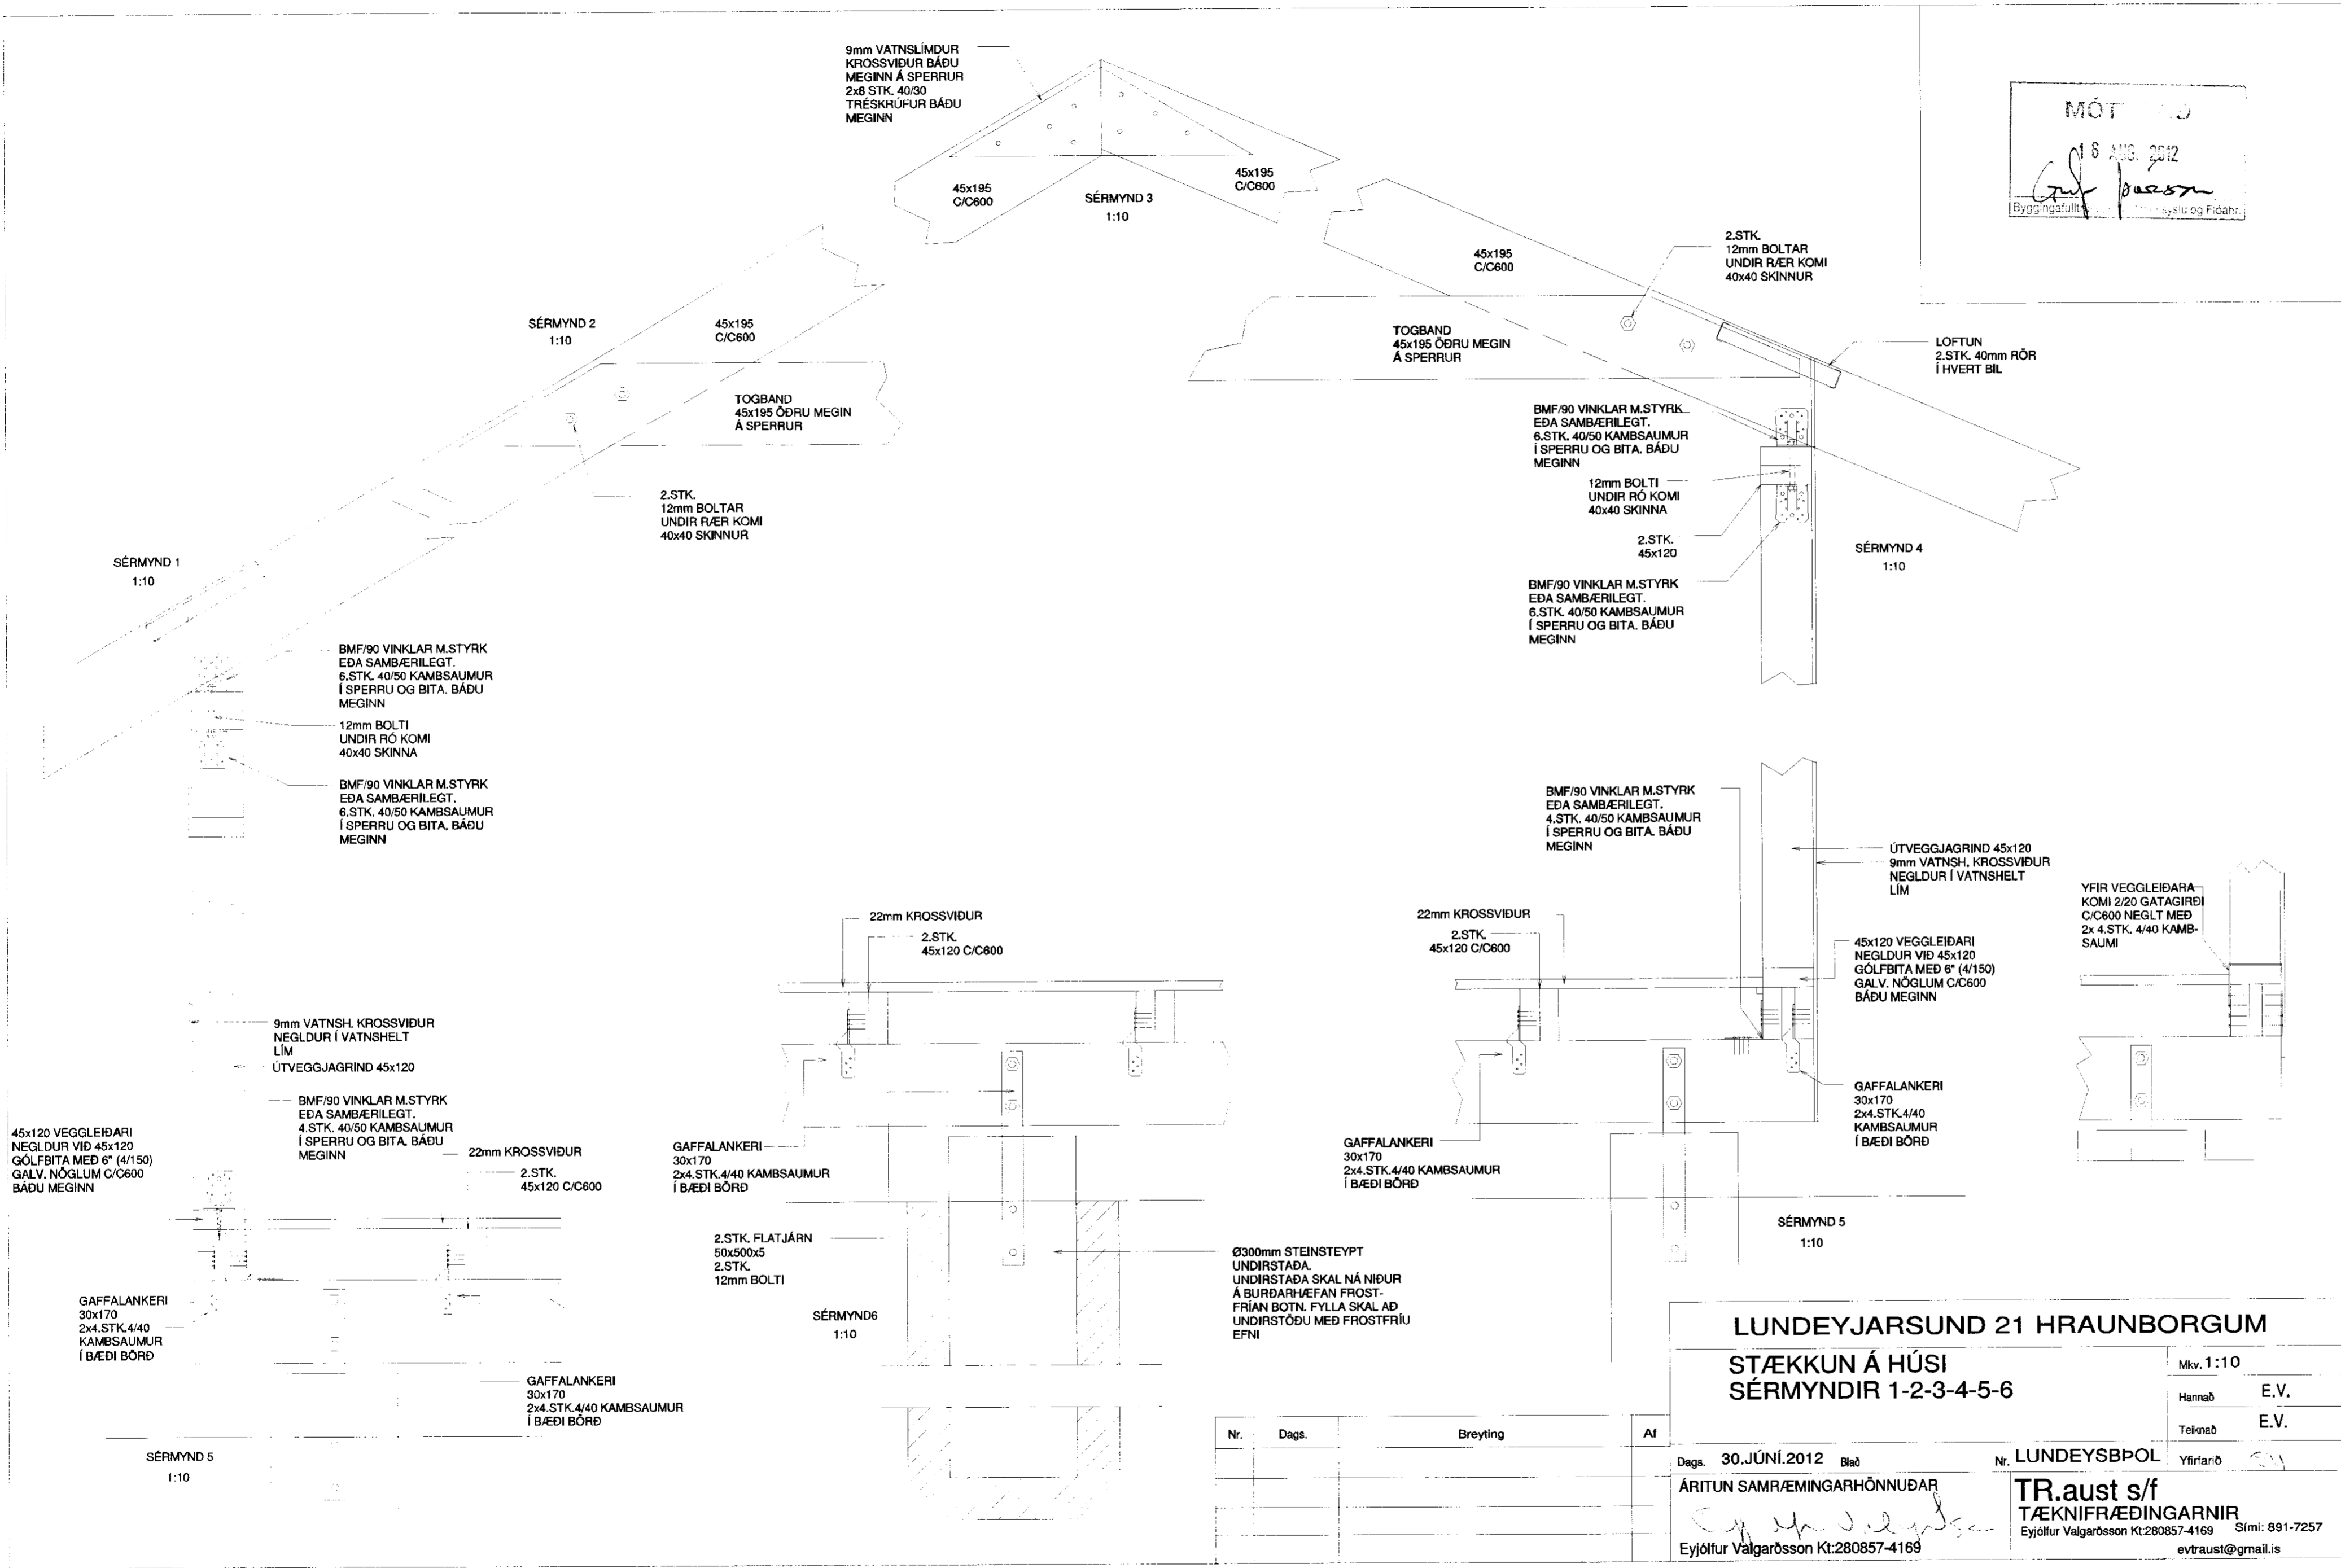 9mm VATNSLÍMDUR
KROSSVIÐUR BÁÐU
MEGINN Á SPERRUR
2x8 STK. 40/30
TRÉSKRÚFUR BÁÐU
MEGINN
45x195
C/C600
45x195
C/C600
SÉRMYND 3
1:10
18 AUG. 2012
SÉRMYND 2
1:10
45x195
C/C600
TOGBAND
45x195 ÖÐRU MEGIN
Á SPERRUR
2.STK.
12mm BOLTAR
UNDIR RÆR KOMI
40x40 SKINNUR
45x195
C/C600
2.STK.
12mm BOLTAR
UNDIR RÆR KOMI
40x40 SKINNUR
TOGBAND
45x195 ÖÐRU MEGIN
Á SPERRUR
LOFTUN
2.STK. 40mm RÖR
Í HVERT BIL
BMF/90 VINKLAR M.STYRK
EÐA SAMBÆRILEGT.
6.STK. 40/50 KAMBSAUMUR
Í SPERRU OG BITA. BÁÐU
MEGINN
12mm BOLTI
UNDIR RÓ KOMI
40x40 SKINNA
2.STK.
45x120
BMF/90 VINKLAR M.STYRK
EÐA SAMBÆRILEGT.
6.STK. 40/50 KAMBSAUMUR
Í SPERRU OG BITA. BÁÐU
MEGINN
SÉRMYND 4
1:10
SÉRMYND 1
1:10
BMF/90 VINKLAR M.STYRK
EÐA SAMBÆRILEGT.
6.STK. 40/50 KAMBSAUMUR
Í SPERRU OG BITA. BÁÐU
MEGINN
12mm BOLTI
UNDIR RÓ KOMI
40x40 SKINNA
BMF/90 VINKLAR M.STYRK
EÐA SAMBÆRILEGT.
6.STK. 40/50 KAMBSAUMUR
Í SPERRU OG BITA. BÁÐU
MEGINN
9mm VATNSH. KROSSVIÐUR
NEGLDUR Í VATNSHELT
LÍM
ÚTVEGGJAGRIND 45x120
BMF/90 VINKLAR M.STYRK
EÐA SAMBÆRILEGT.
4.STK. 40/50 KAMBSAUMUR
Í SPERRU OG BITA. BÁÐU
MEGINN
45x120 VEGGLEIÐARI
NEGLDUR VIÐ 45x120
GÓLFBITA MEÐ 6" (4/150)
GALV. NÖGLUM C/C600
BÁÐU MEGINN
22mm KROSSVIÐUR
2.STK.
45x120 C/C600
GAFFALANKERI
30x170
2x4.STK.4/40
KAMBSAUMUR
Í BÆÐI BÖRÐ
GAFFALANKERI
30x170
2x4.STK.4/40 KAMBSAUMUR
Í BÆÐI BÖRÐ
SÉRMYND 5
1:10
22mm KROSSVIÐUR
2.STK.
45x120 C/C600
GAFFALANKERI
30x170
2x4.STK.4/40 KAMBSAUMUR
Í BÆÐI BÖRÐ
2.STK. FLATJÁRN
50x500x5
2.STK.
12mm BOLTI
SÉRMYND6
1:10
Ø300mm STEINSTEYPT
UNDIRSTAÐA.
UNDIRSTAÐA SKAL NÁ NIÐUR
Á BURÐARHÆFAN FROST-
FRÍAN BOTN. FYLLA SKAL AÐ
UNDIRSTÖÐU MEÐ FROSTFRÍU
EFNI
BMF/90 VINKLAR M.STYRK
EÐA SAMBÆRILEGT.
4.STK. 40/50 KAMBSAUMUR
Í SPERRU OG BITA. BÁÐU
MEGINN
ÚTVEGGJAGRIND 45x120
9mm VATNSH. KROSSVIÐUR
NEGLDUR Í VATNSHELT
LÍM
22mm KROSSVIÐUR
2.STK.
45x120 C/C600
45x120 VEGGLEIÐARI
NEGLDUR VIÐ 45x120
GÓLFBITA MEÐ 6" (4/150)
GALV. NÖGLUM C/C600
BÁÐU MEGINN
YFIR VEGGLEIÐARA
KOMI 2/20 GATAGIRÐI
C/C600 NEGLT MEÐ
2x 4.STK. 4/40 KAMB-
SAUMI
GAFFALANKERI
30x170
2x4.STK.4/40
KAMBSAUMUR
Í BÆÐI BÖRÐ
GAFFALANKERI
30x170
2x4.STK.4/40 KAMBSAUMUR
Í BÆÐI BÖRÐ
SÉRMYND 5
1:10
LUNDEYJARSUND 21 HRAUNBORGUM
STÆKKUN Á HÚSI
SÉRMYNDIR 1-2-3-4-5-6
Mkv. 1:10
Hannað E.V.
Teiknað E.V.
Yfirfarið
Nr. Dags. Breyting Af
Dags. 30.JÚNÍ.2012 Blað Nr. LUNDEYSBÞOL
ÁRITUN SAMRÆMINGARHÖNNUÐAR
Eyjólfur Valgarðsson Kt:280857-4169
TR.aust s/f
TÆKNIFRÆÐINGARNIR
Eyjólfur Valgarðsson Kt:280857-4169 Sími: 891-7257
evtraust@gmail.is